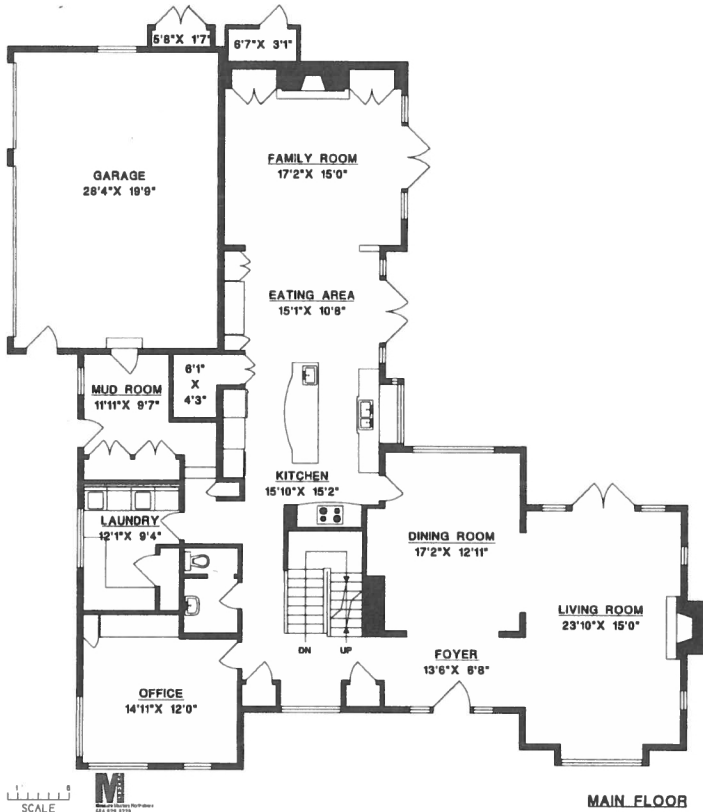 5'8"X 1'7"
6'7"X 3'1"
GARAGE
28'4"X 19'9"
FAMILY ROOM
17'2"X 15'0"
EATING AREA
15'1"X 10'8"
6'1"
X
4'3"
MUD ROOM
11'11"X 9'7"
KITCHEN
15'10"X 15'2"
LAUNDRY
12'1"X 9'4"
DINING ROOM
17'2"X 12'11"
LIVING ROOM
23'10"X 15'0"
DN
UP
FOYER
13'6"X 6'8"
OFFICE
14'11"X 12'0"
SCALE
M
MAIN FLOOR